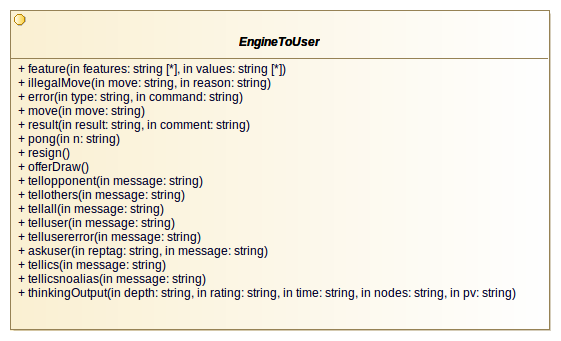 EngineToUser
+ feature(in features: string [*], in values: string [*])
+ illegalMove(in move: string, in reason: string)
+ error(in type: string, in command: string)
+ move(in move: string)
+ result(in result: string, in comment: string)
+ pong(in n: string)
+ resign()
+ offerDraw()
+ tellopponent(in message: string)
+ tellothers(in message: string)
+ tellall(in message: string)
+ telluser(in message: string)
+ tellusererror(in message: string)
+ askuser(in reptag: string, in message: string)
+ tellics(in message: string)
+ tellicsnoalias(in message: string)
+ thinkingOutput(in depth: string, in rating: string, in time: string, in nodes: string, in pv: string)